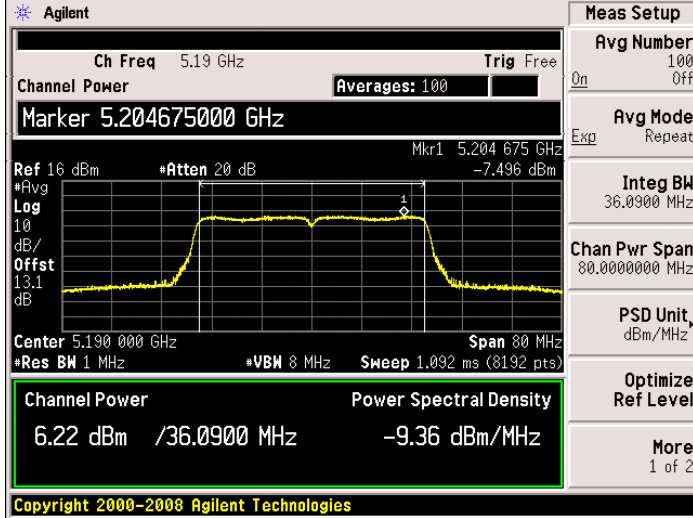 Agilent
Meas Setup
Ch Freq 5.19 GHz Trig Free
Channel Power Averages: 100
Marker 5.204675000 GHz
Mkr1 5.204 675 GHz
Ref 16 dBm #Atten 20 dB -7.496 dBm
#Avg
Log
10
dB/
Offst
13.1
dB
1
Center 5.190 000 GHz Span 80 MHz
#Res BW 1 MHz #VBW 8 MHz Sweep 1.092 ms (8192 pts)
Channel Power Power Spectral Density
6.22 dBm /36.0900 MHz -9.36 dBm/MHz
Copyright 2000-2008 Agilent Technologies
Avg Number
100
On Off
Avg Mode
Exp Repeat
Integ BW
36.0900 MHz
Chan Pwr Span
80.0000000 MHz
PSD Unit
dBm/MHz
Optimize
Ref Level
More
1 of 2